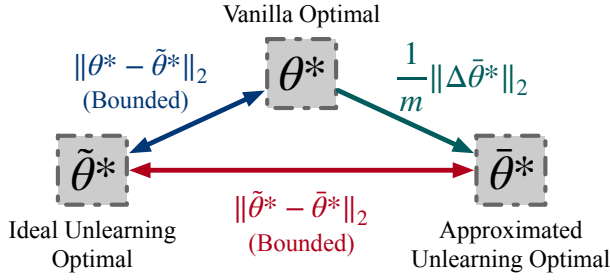 Vanilla Optimal
‖θ* − θ̃*‖₂
(Bounded)
θ*
1/m ‖Δθ̄*‖₂
θ̃*
θ̄*
‖θ̃* − θ̄*‖₂
(Bounded)
Ideal Unlearning
Optimal
Approximated
Unlearning Optimal